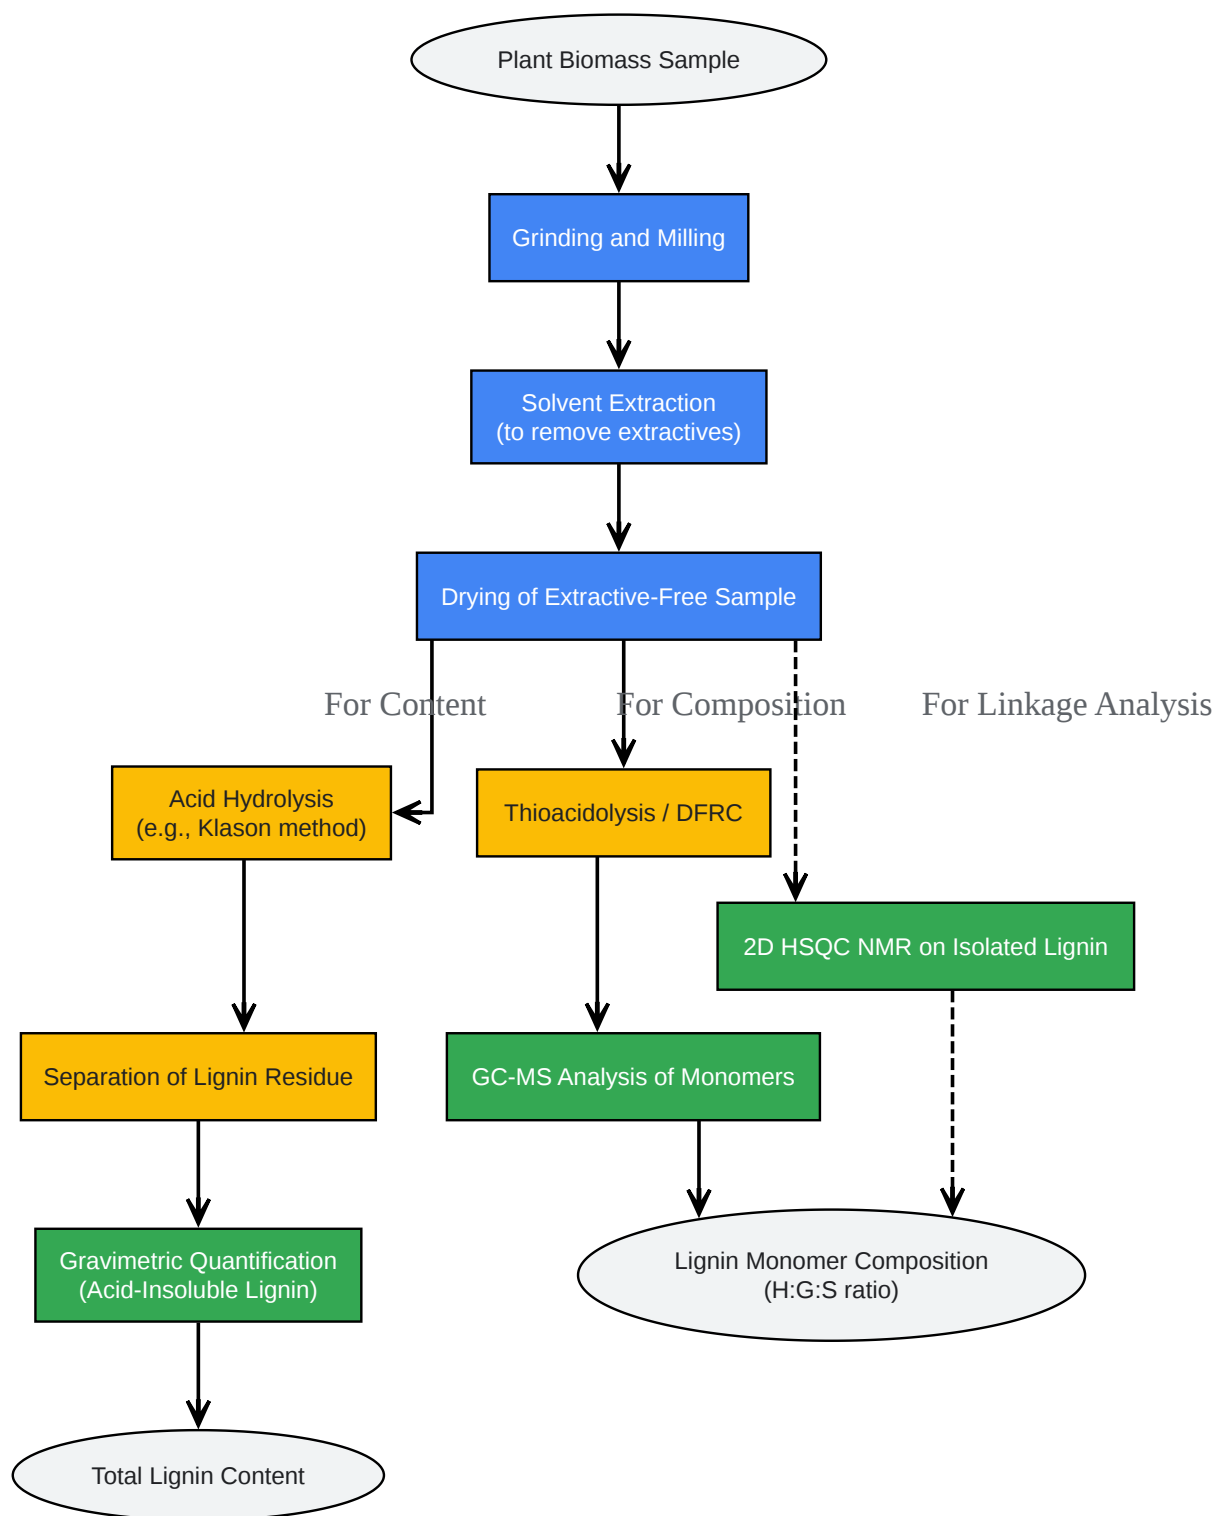 Plant Biomass Sample
Grinding and Milling
Solvent Extraction
(to remove extractives)
Drying of Extractive-Free Sample
For Content
For Composition
For Linkage Analysis
Acid Hydrolysis
(e.g., Klason method)
Thioacidolysis / DFRC
2D HSQC NMR on Isolated Lignin
Separation of Lignin Residue
GC-MS Analysis of Monomers
Gravimetric Quantification
(Acid-Insoluble Lignin)
Lignin Monomer Composition
(H:G:S ratio)
Total Lignin Content